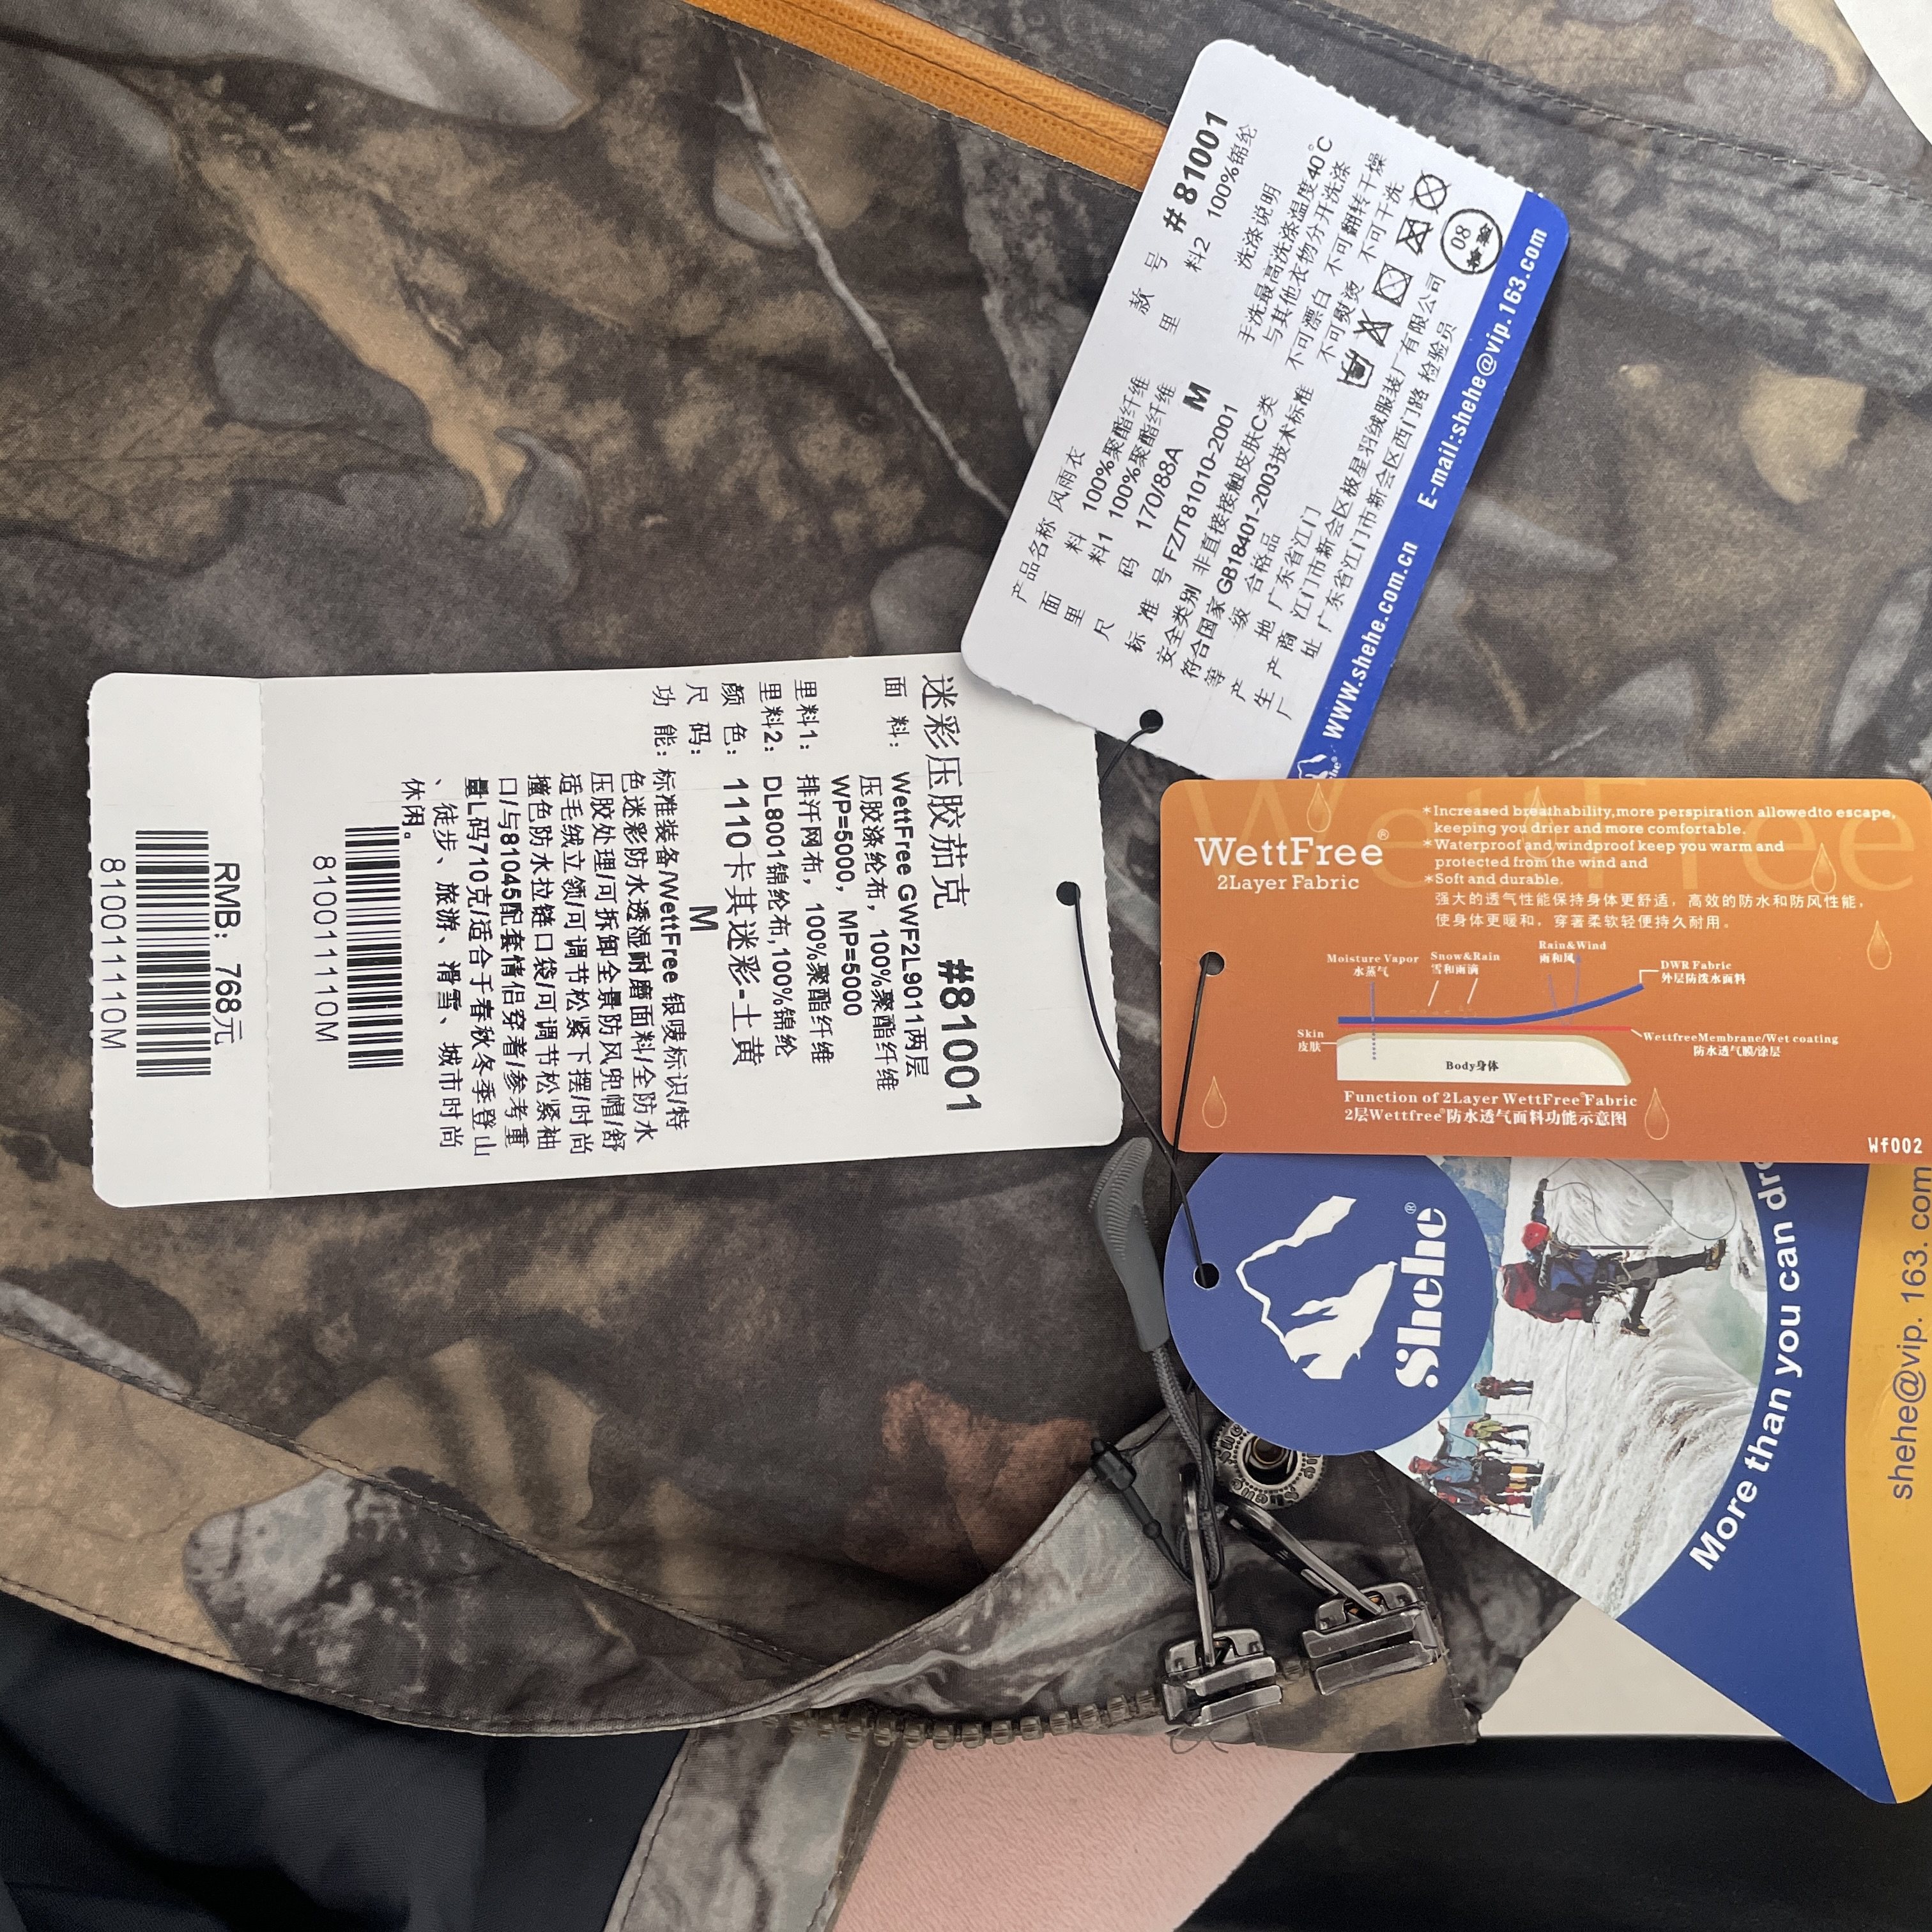 迷彩压胶茄克 #81001
面 料： WettFree GWF2L9011两层
压胶涤纶布，100%聚酯纤维
WP=5000，MP=5000
里料1： 排汗网布，100%聚酯纤维
里料2： DL8001锦纶布,100%锦纶
颜 色： 1110卡其迷彩-土黄
尺 码： M
功 能： 标准装备/WettFree 银唛标识/特
色迷彩防水透湿耐磨面料/全防水
压胶处理/可拆卸全景防风兜帽/舒
适毛绒立领/可调节松紧下摆/时尚
撞色防水拉链口袋/可调节松紧袖
口/与81045配套情侣穿着/参考重
量L码710克/适合于春秋冬季登山
、徒步、旅游、滑雪、城市时尚
休闲。
810011110M
RMB：768元
810011110M
款 号 #81001
产品名称 风雨衣
面 料 100%聚酯纤维
里 料1 100%聚酯纤维
里 料2 100%锦纶
尺 码 170/88A M
标 准 号 FZ/T81010-2001
安全类别 非直接接触皮肤C类
符合国家GB18401-2003技术标准
等 级 合格品
产 地 广东省江门
生 产 商 江门市新会区极星羽绒服装厂有限公司
厂 址 广东省江门市新会区西门路 检验员
洗涤说明
手洗最高洗涤温度40℃
与其他衣物分开洗涤
不可漂白 不可翻转干燥
不可熨烫 不可干洗
08
www.shehe.com.cn E-mail:shehe@vip.163.com
WettFree®
2Layer Fabric
*Increased breathability,more perspiration allowedto escape,
keeping you drier and more comfortable.
*Waterproof and windproof keep you warm and
protected from the wind and
*Soft and durable.
强大的透气性能保持身体更舒适，高效的防水和防风性能，
使身体更暖和，穿著柔软轻便持久耐用。
Moisture Vapor
水蒸气
Snow&Rain
雪和雨滴
Rain&Wind
雨和风
DWR Fabric
外层防泼水面料
Skin
皮肤
WettfreeMembrane/Wet coating
防水透气膜/涂层
Body身体
Function of 2Layer WettFree®Fabric
2层Wettfree®防水透气面料功能示意图
Wf002
Shehe®
More than you can
shehe@vip.163.com